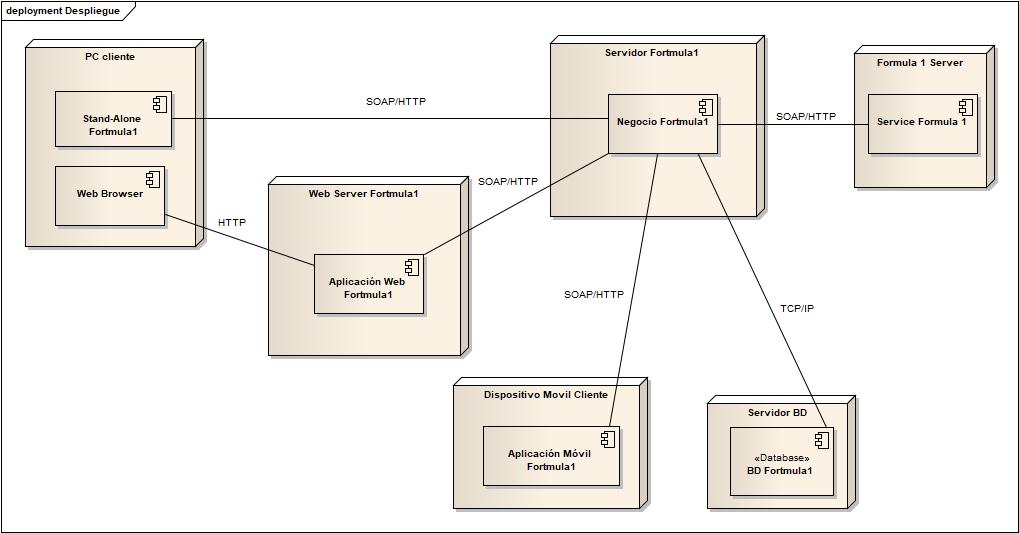 deployment Despliegue
PC cliente
Stand-Alone
Fortmula1
Web Browser
SOAP/HTTP
HTTP
Web Server Fortmula1
Aplicación Web
Fortmula1
SOAP/HTTP
Servidor Fortmula1
Negocio Fortmula1
SOAP/HTTP
Formula 1 Server
Service Formula 1
SOAP/HTTP
TCP/IP
Dispositivo Movil Cliente
Aplicación Móvil
Fortmula1
Servidor BD
«Database»
BD Fortmula1